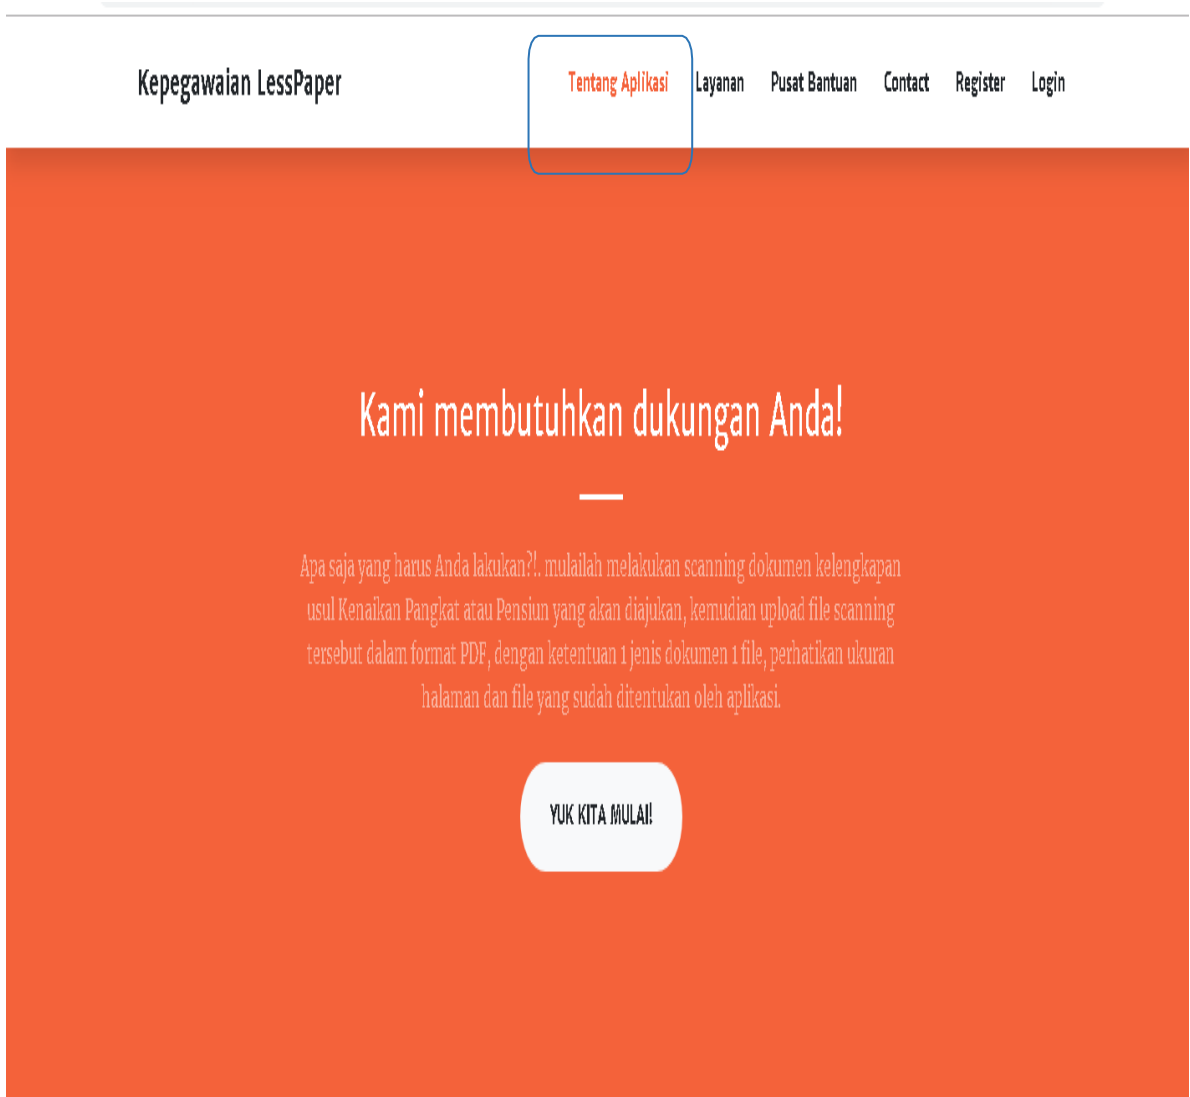 Kepegawaian LessPaper
Tentang Aplikasi Layanan Pusat Bantuan Contact Register Login
Kami membutuhkan dukungan Anda!
Apa saja yang harus Anda lakukan?!. mulailah melakukan scanning dokumen kelengkapan
usul Kenaikan Pangkat atau Pensiun yang akan diajukan, kemudian upload file scanning
tersebut dalam format PDF, dengan ketentuan 1 jenis dokumen 1 file, perhatikan ukuran
halaman dan file yang sudah ditentukan oleh aplikasi.
YUK KITA MULAI!